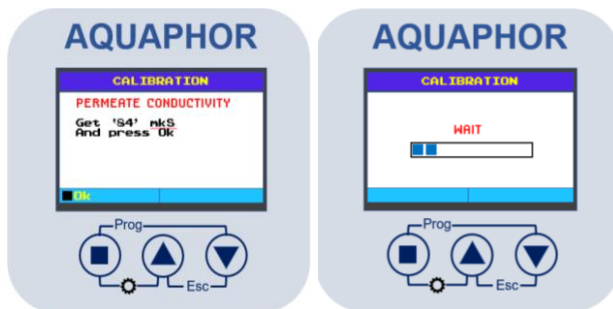 AQUAPHOR
CALIBRATION
PERMEATE CONDUCTIVITY
Get '84' mkS
And press Ok
Ok
Prog
Esc
AQUAPHOR
CALIBRATION
WAIT
Prog
Esc